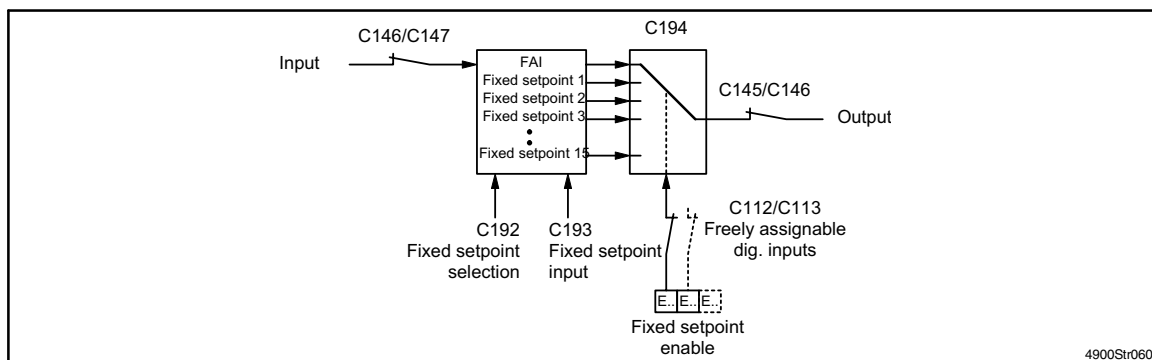 C146/C147
C194
Input
FAI
Fixed setpoint 1
Fixed setpoint 2
Fixed setpoint 3
Fixed setpoint 15
C145/C146
Output
C192
Fixed setpoint
selection
C193
Fixed setpoint
input
C112/C113
Freely assignable
dig. inputs
E.. E.. E..
Fixed setpoint
enable
4900Str060